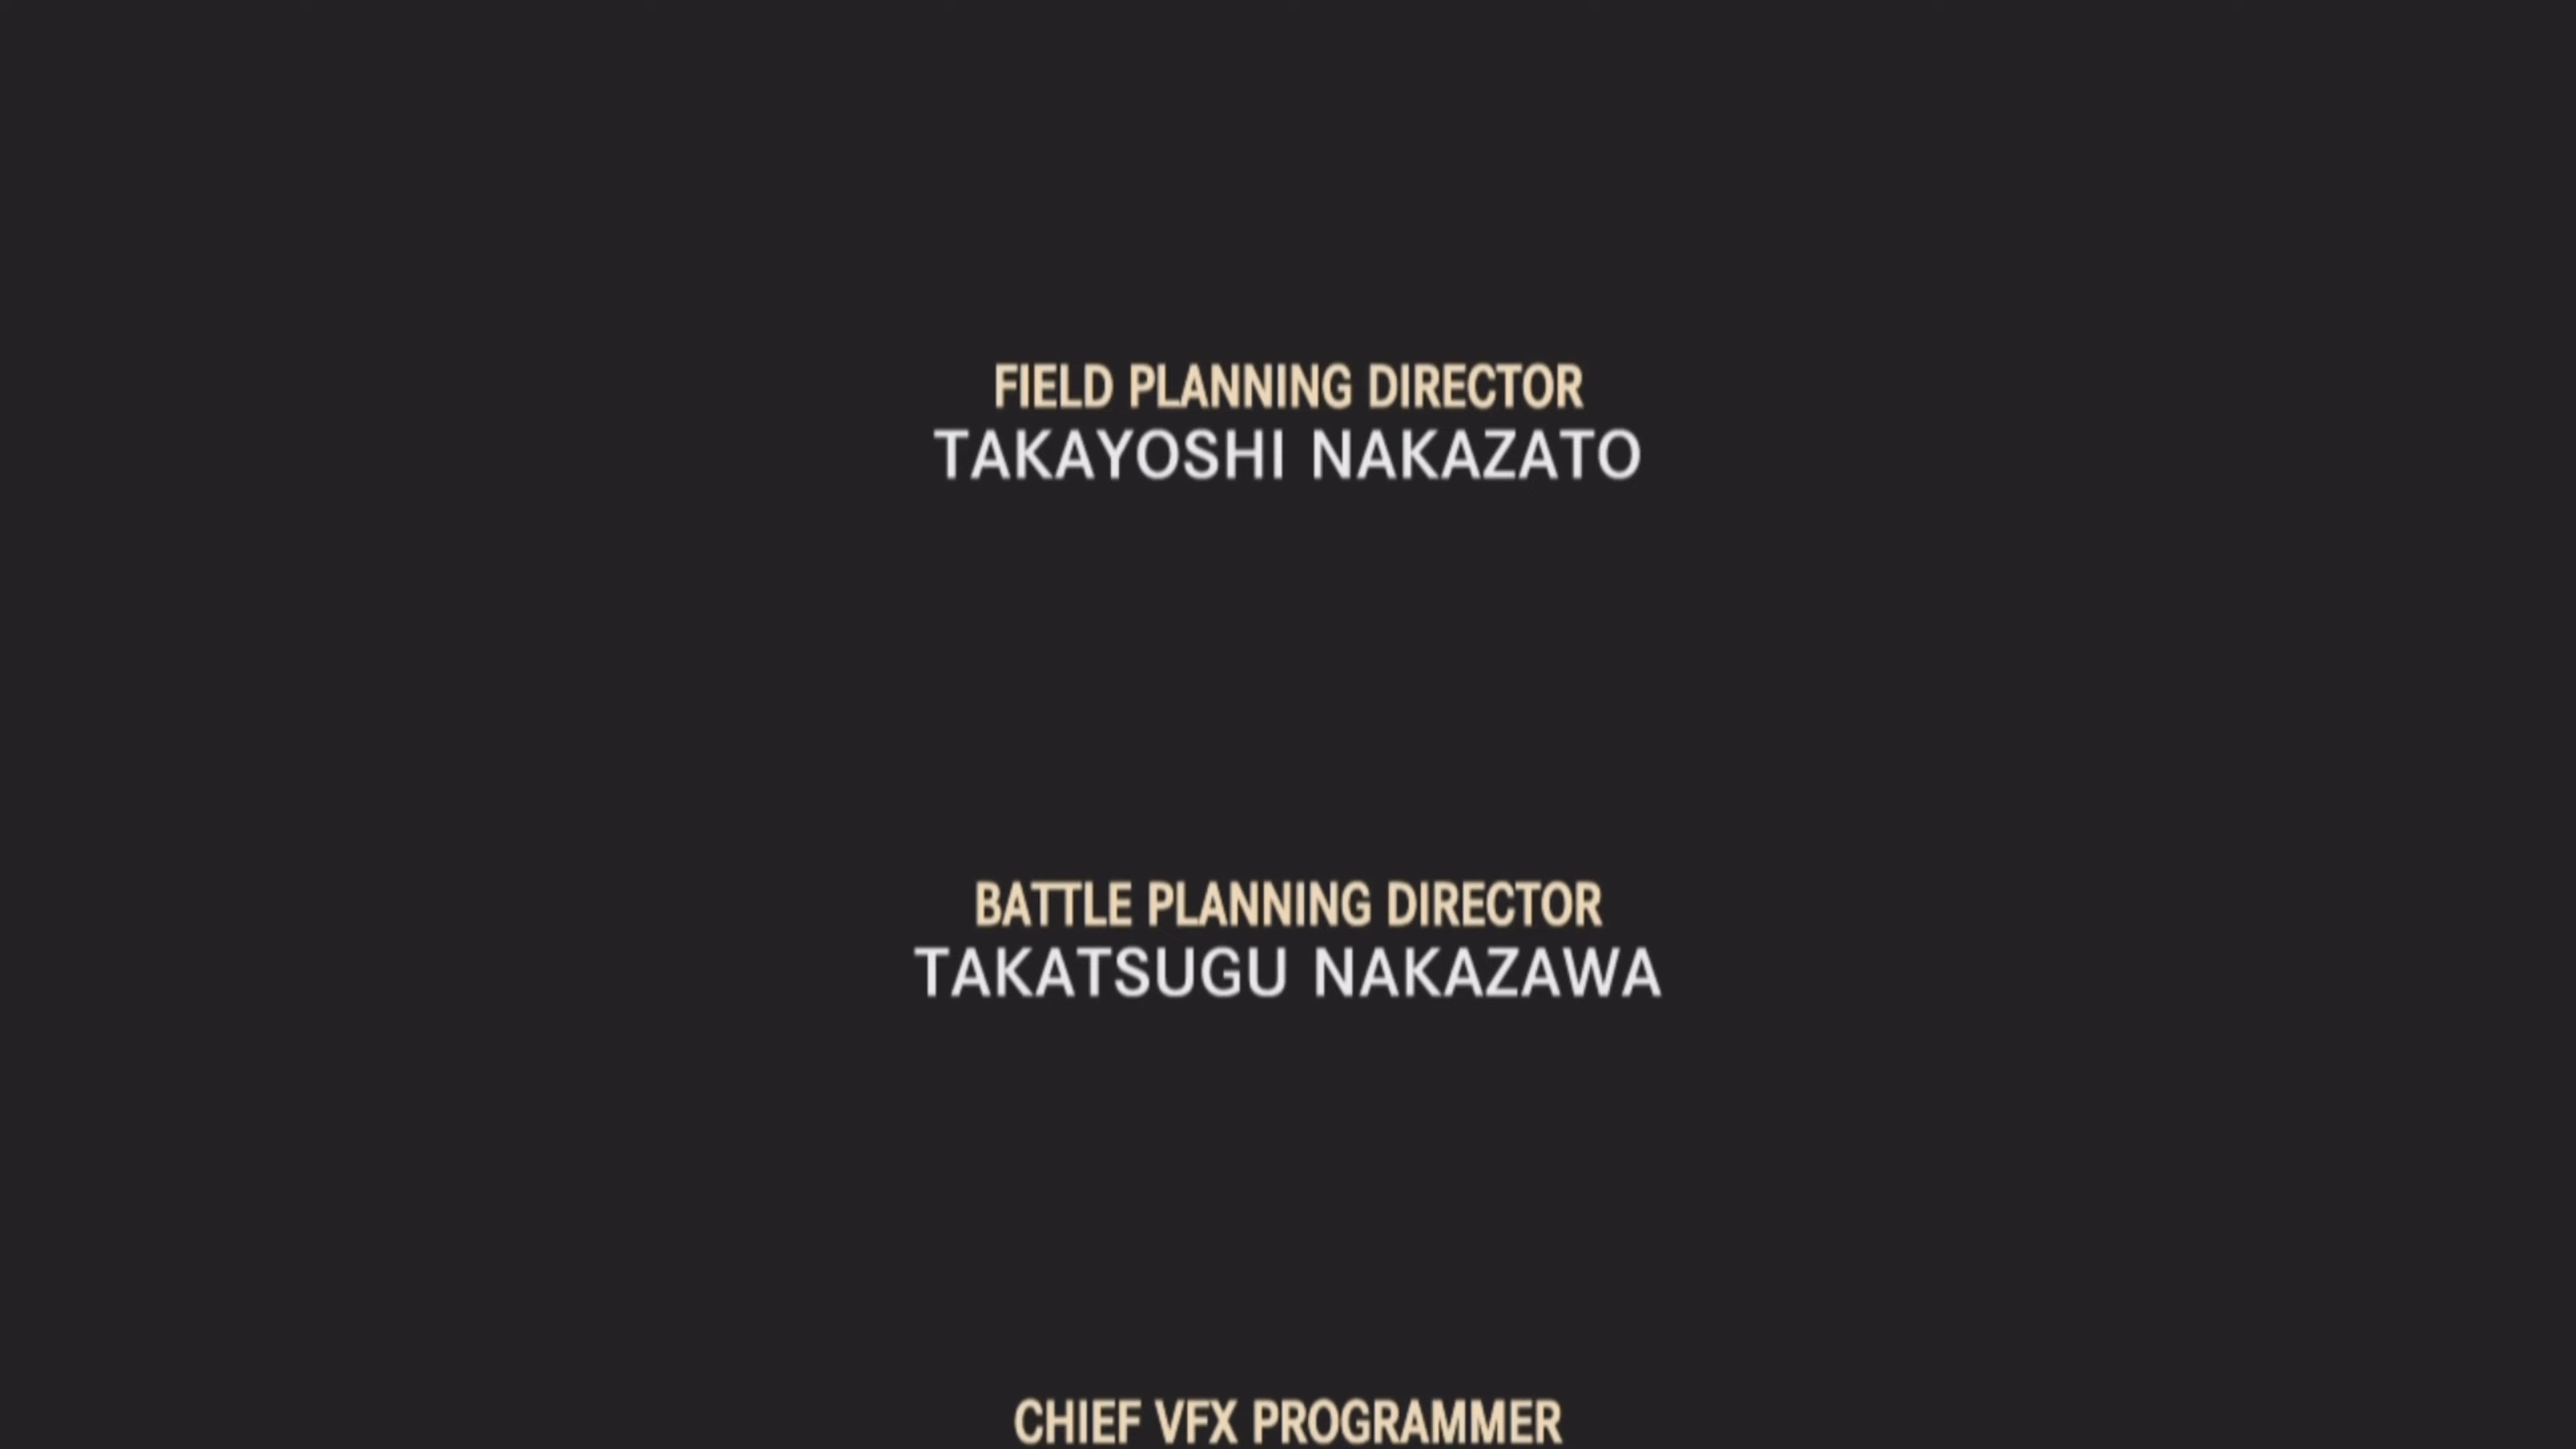 FIELD PLANNING DIRECTOR
TAKAYOSHI NAKAZATO
BATTLE PLANNING DIRECTOR
TAKATSUGU NAKAZAWA
CHIEF VFX PROGRAMMER